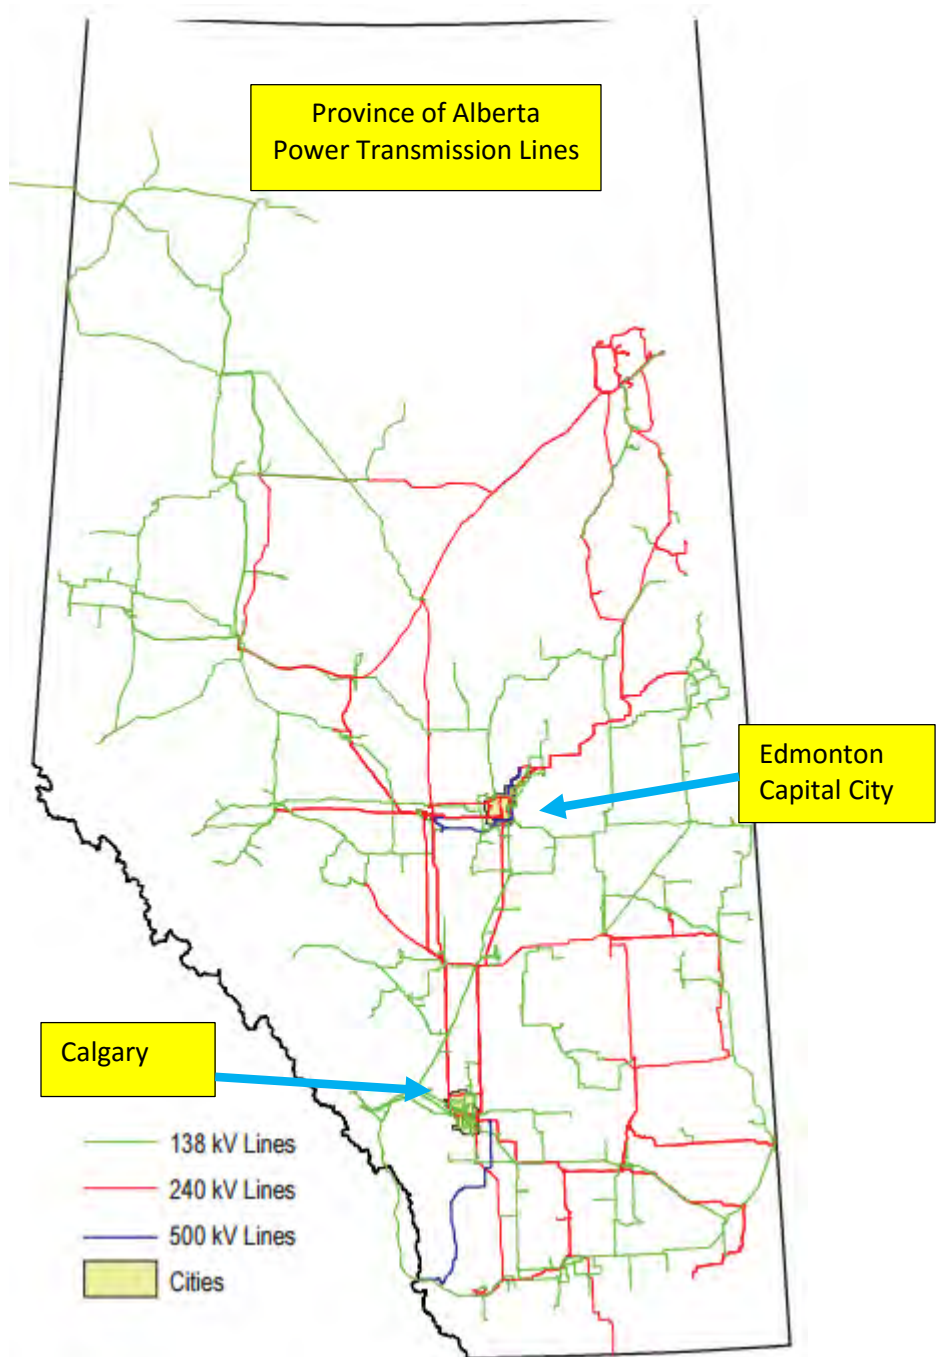 Province of Alberta
Power Transmission Lines
Edmonton
Capital City
Calgary
138 kV Lines
240 kV Lines
500 kV Lines
Cities